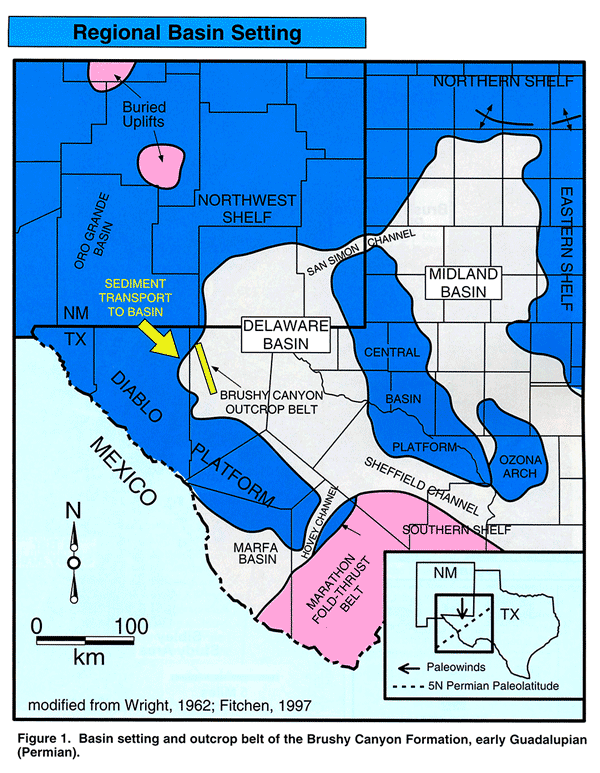 Regional Basin Setting
NORTHERN SHELF
Buried
Uplifts
NORTHWEST
SHELF
ORO GRANDE
BASIN
EASTERN SHELF
SAN SIMON CHANNEL
MIDLAND
BASIN
SEDIMENT
TRANSPORT
TO BASIN
NM
TX
DELAWARE
BASIN
CENTRAL
BASIN
PLATFORM
BRUSHY CANYON
OUTCROP BELT
DIABLO
PLATFORM
OZONA
ARCH
MEXICO
SHEFFIELD CHANNEL
HOVEY CHANNEL
SOUTHERN SHELF
MARFA
BASIN
MARATHON
FOLD-THRUST
BELT
N
0 100
km
NM
TX
Paleowinds
5N Permian Paleolatitude
modified from Wright, 1962; Fitchen, 1997
Figure 1. Basin setting and outcrop belt of the Brushy Canyon Formation, early Guadalupian
(Permian).